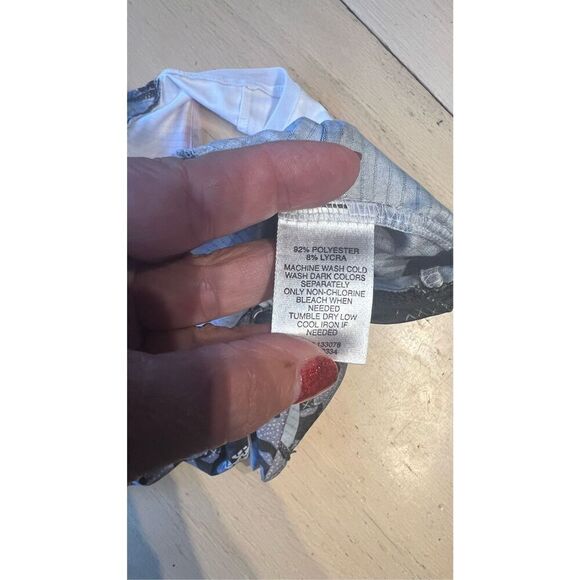 92% POLYESTER
8% LYCRA
MACHINE WASH COLD
WASH DARK COLORS
SEPARATELY
ONLY NON-CHLORINE
BLEACH WHEN
NEEDED
TUMBLE DRY LOW
COOL IRON IF
NEEDED
133078